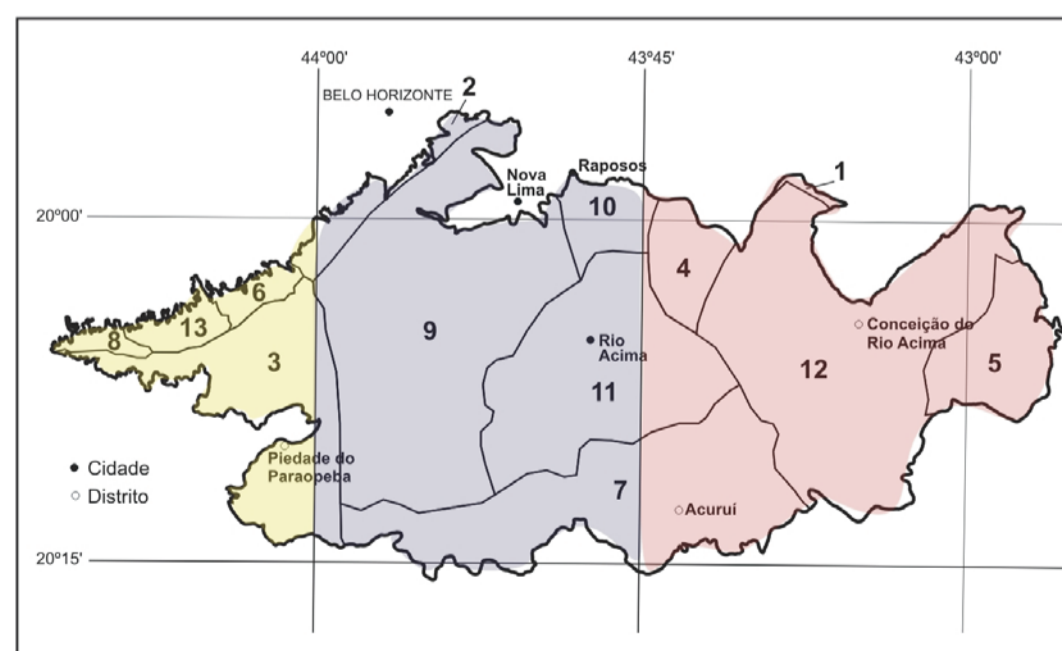 44º00'
43º45'
43º00'
BELO HORIZONTE
2
Nova
Lima
Raposos
1
20º00'
10
4
6
13
8
9
Rio
Acima
Conceição do
Rio Acima
3
12
5
11
Cidade
Distrito
Piedade do
Paraopeba
7
Acuruí
20º15'